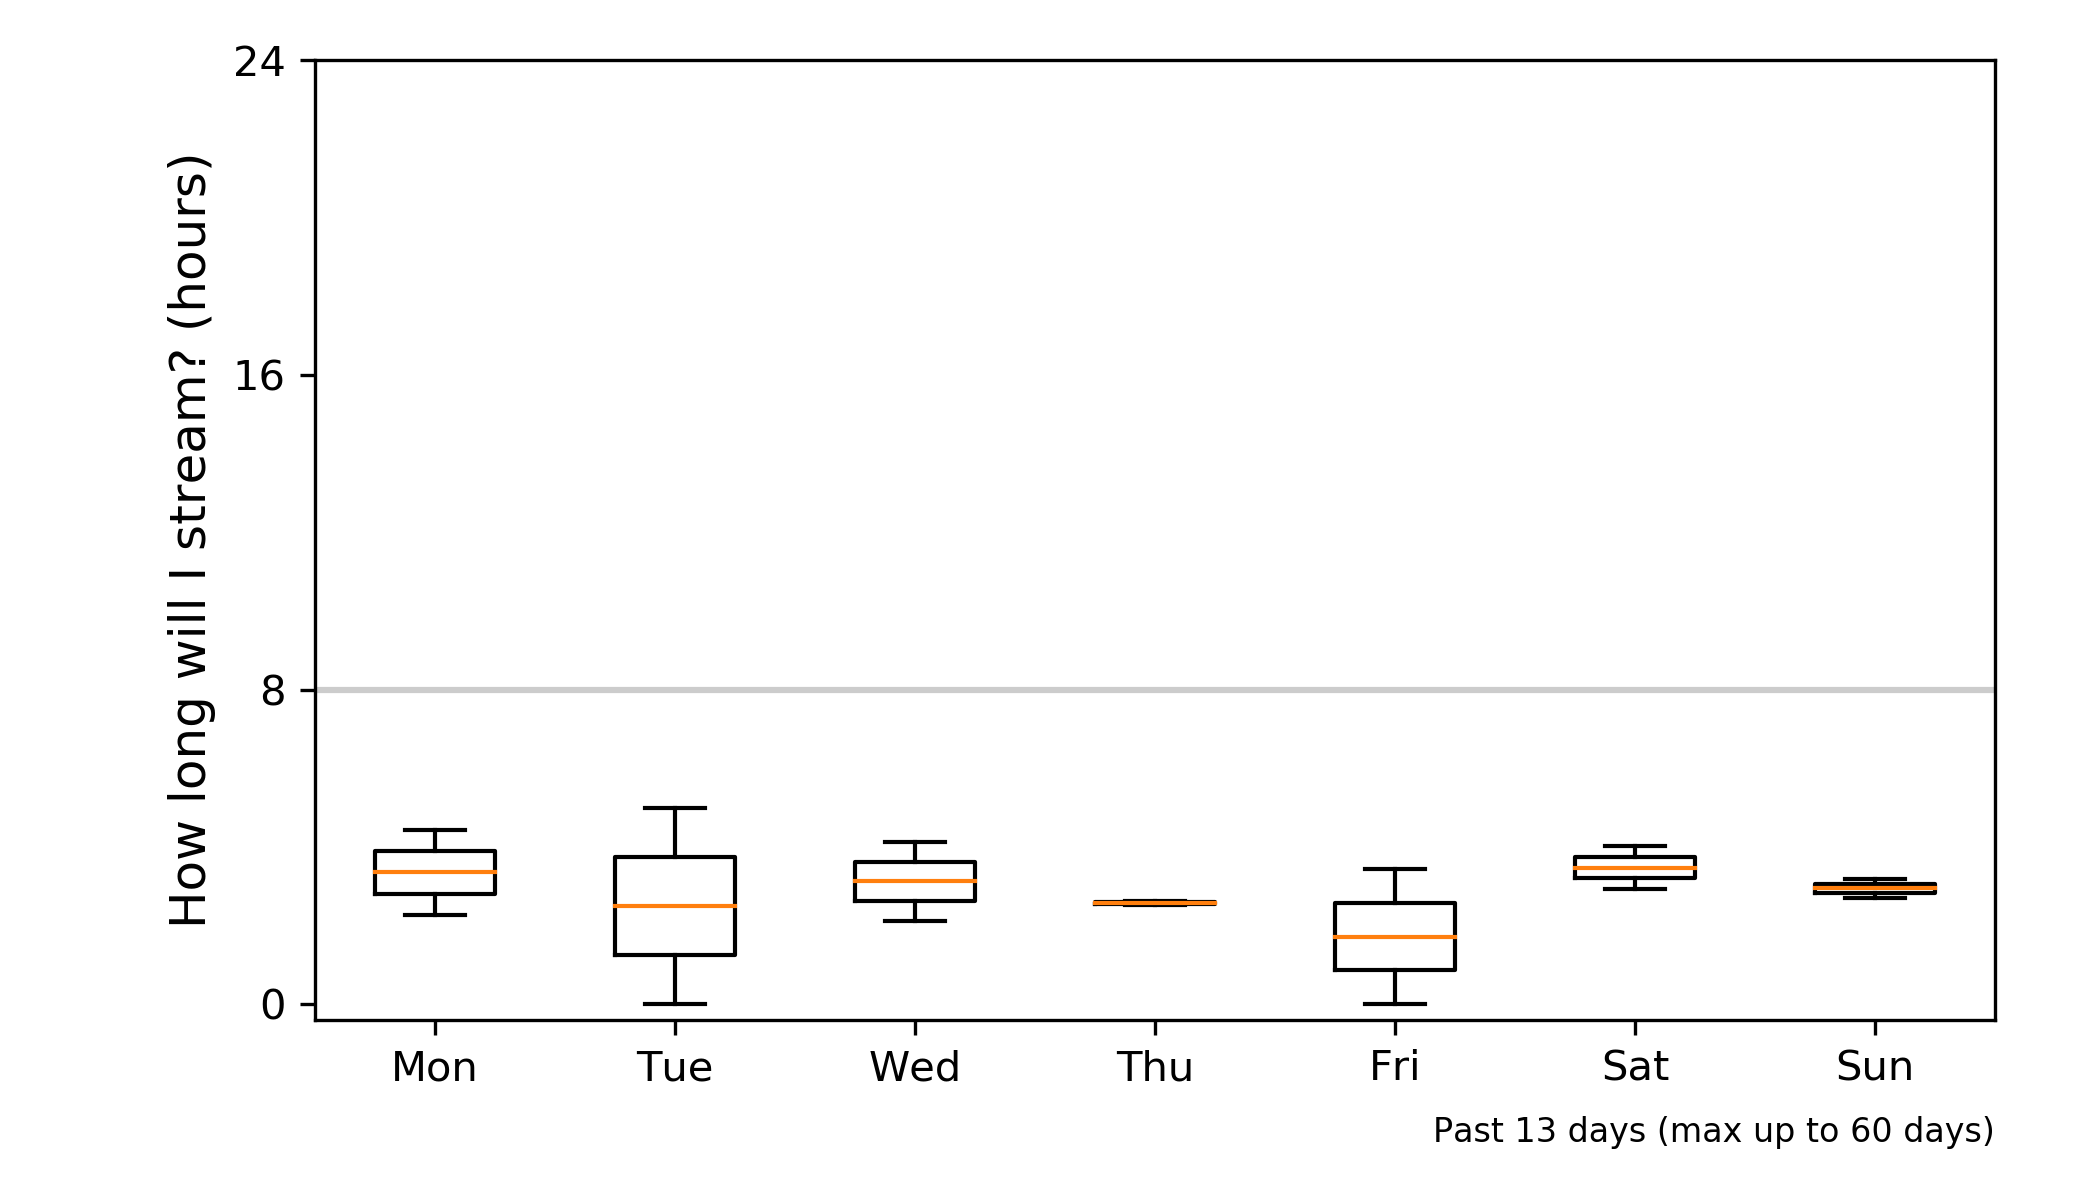 How long will I stream? (hours)
24
16
8
0
Mon Tue Wed Thu Fri Sat Sun
Past 13 days (max up to 60 days)